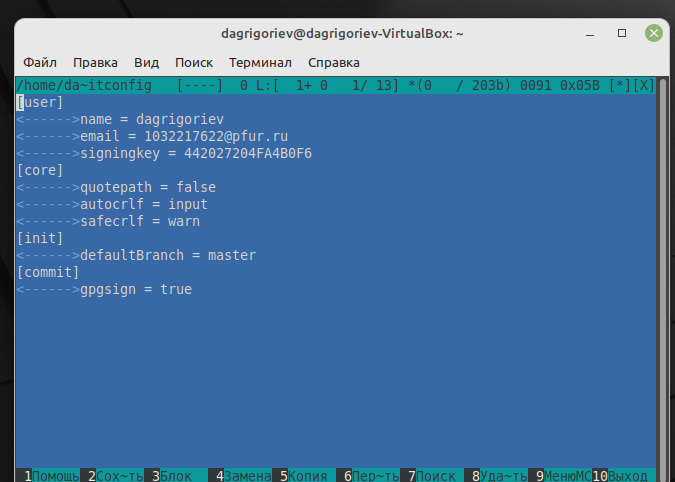 dagrigoriev@dagrigoriev-VirtualBox: ~
Файл Правка Вид Поиск Терминал Справка
/home/da~itconfig [----] 0 L:[ 1+ 0 1/ 13] *(0 / 203b) 0091 0x05B [*][X]
[user]
<------>name = dagrigoriev
<------>email = 1032217622@pfur.ru
<------>signingkey = 442027204FA4B0F6
[core]
<------>quotepath = false
<------>autocrlf = input
<------>safecrlf = warn
[init]
<------>defaultBranch = master
[commit]
<------>gpgsign = true
1Помощь 2Сох~ть 3Блок 4Замена 5Копия 6Пер~ть 7Поиск 8Уда~ть 9МенюMC 10Выход